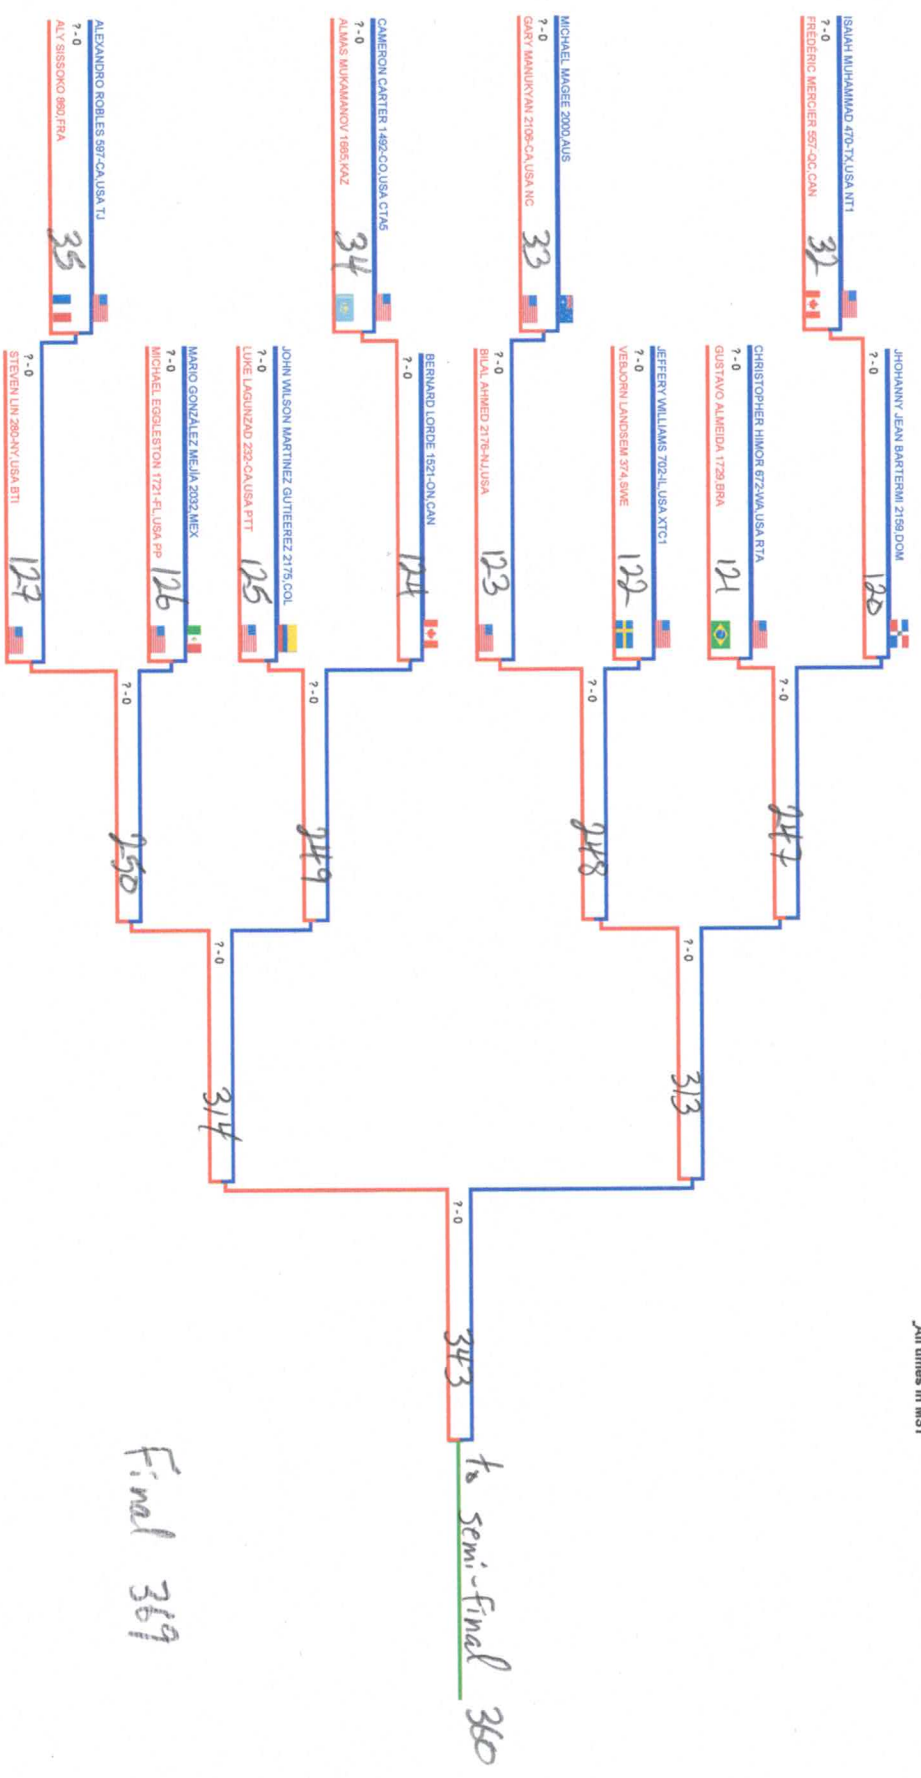 All times in MST
ISAIAH MUHAMMAD 470-TX,USA NT1
? - 0
32
FRÉDÉRIC MERCIER 557-QC,CAN
JHOHANNY JEAN BARTERMI 2159,DOM
? - 0
120
CHRISTOPHER HIMOR 672-WA,USA RTA
? - 0
121
GUSTAVO ALMEIDA 1729,BRA
? - 0
247
JEFFERY WILLIAMS 702-IL,USA XTC1
? - 0
122
VEBJORN LANDSEM 374,SWE
MICHAEL MAGEE 2000,AUS
? - 0
33
GARY MANUKYAN 2106-CA,USA NC
? - 0
123
BILAL AHMED 2176-NJ,USA
? - 0
248
? - 0
313
CAMERON CARTER 1492-CO,USA CTA5
? - 0
34
ALMAS MUKAMANOV 1665,KAZ
BERNARD LORDE 1521-ON,CAN
? - 0
124
JOHN WILSON MARTINEZ GUTIEEREZ 2175,COL
? - 0
125
LUKE LAGUNZAD 232-CA,USA PTT
? - 0
249
MARIO GONZÁLEZ MEJÍA 2032,MEX
? - 0
126
MICHAEL EGGLESTON 1721-FL,USA PP
ALEXANDRO ROBLES 597-CA,USA TJ
? - 0
35
ALY SISSOKO 860,FRA
? - 0
127
STEVEN LIN 280-NY,USA BTI
? - 0
250
? - 0
314
? - 0
343
to semi-final 360
Final 369